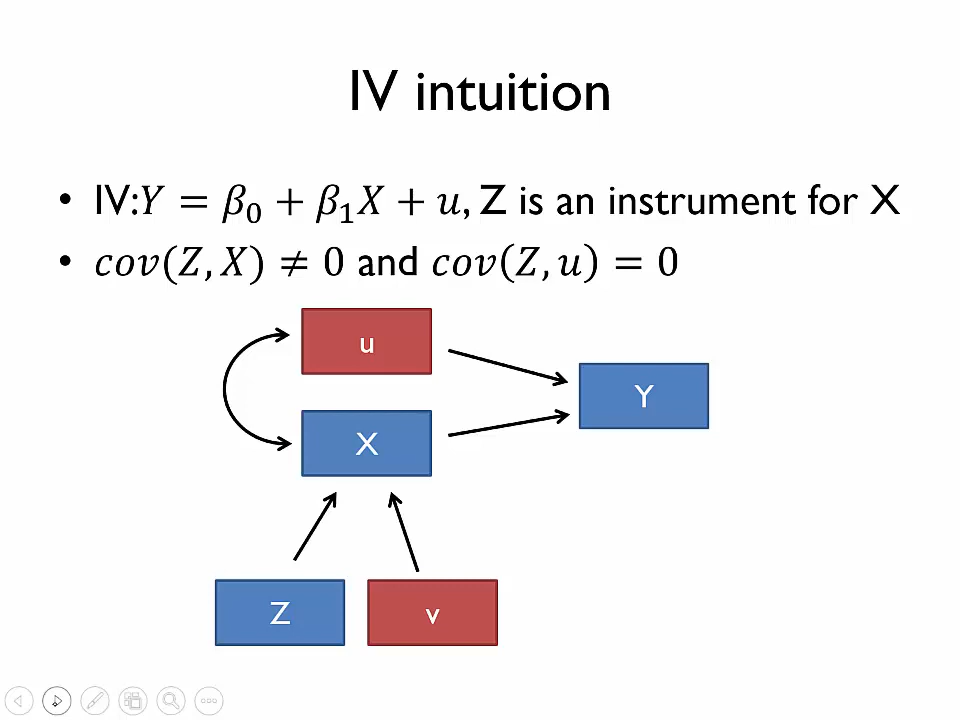 IV intuition
• IV: 𝑌 = 𝛽₀ + 𝛽₁𝑋 + 𝑢, Z is an instrument for X
• 𝑐𝑜𝑣(𝑍, 𝑋) ≠ 0 and 𝑐𝑜𝑣(𝑍, 𝑢) = 0
u
Y
X
Z
v